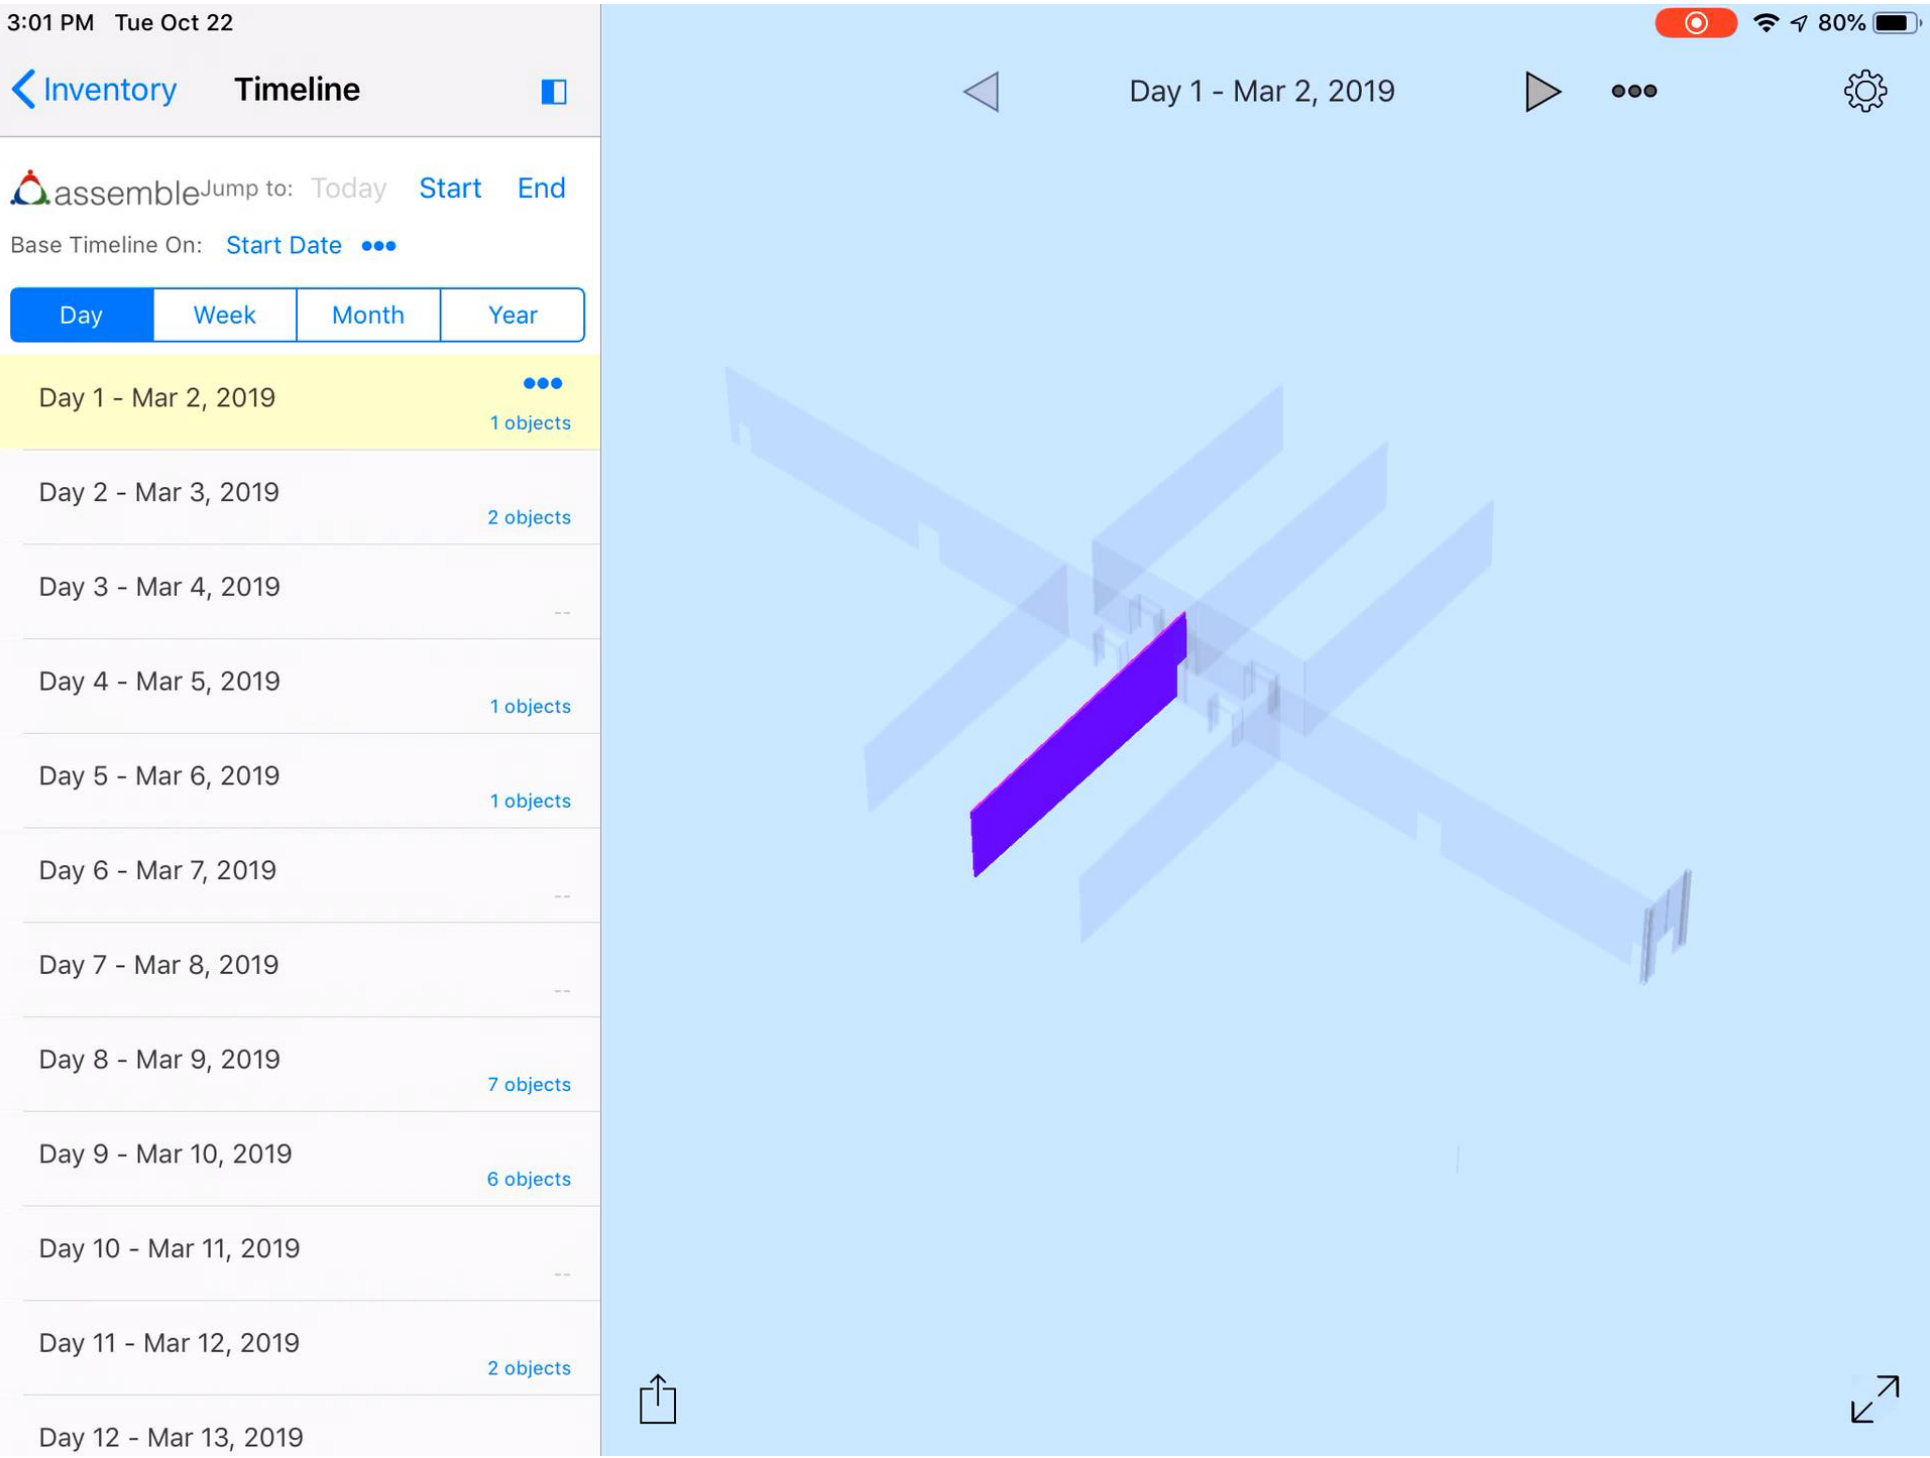 3:01 PM Tue Oct 22
80%
Inventory Timeline
Day 1 - Mar 2, 2019
assemble Jump to: Today Start End
Base Timeline On: Start Date
Day Week Month Year
Day 1 - Mar 2, 2019
1 objects
Day 2 - Mar 3, 2019
2 objects
Day 3 - Mar 4, 2019
--
Day 4 - Mar 5, 2019
1 objects
Day 5 - Mar 6, 2019
1 objects
Day 6 - Mar 7, 2019
--
Day 7 - Mar 8, 2019
--
Day 8 - Mar 9, 2019
7 objects
Day 9 - Mar 10, 2019
6 objects
Day 10 - Mar 11, 2019
--
Day 11 - Mar 12, 2019
2 objects
Day 12 - Mar 13, 2019